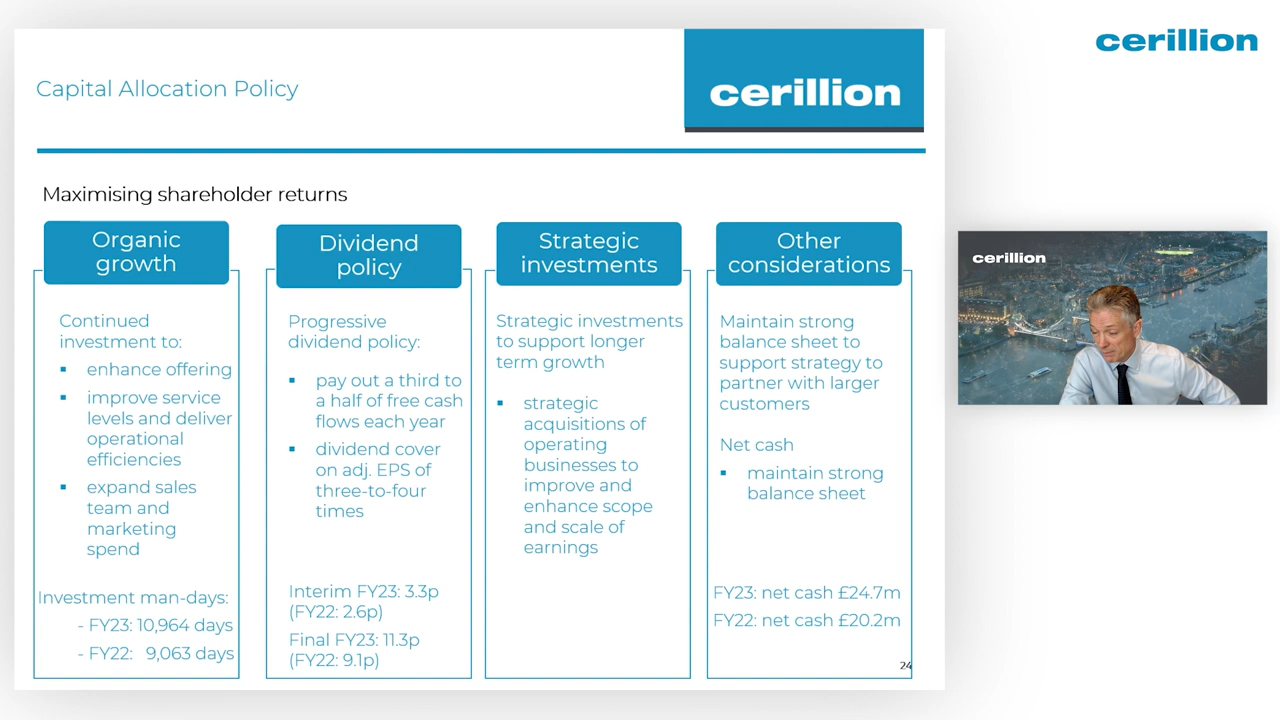 cerillion
Capital Allocation Policy
cerillion
Maximising shareholder returns
Organic
growth
Continued
investment to:
▪ enhance offering
▪ improve service
levels and deliver
operational
efficiencies
▪ expand sales
team and
marketing
spend
Investment man-days:
- FY23: 10,964 days
- FY22: 9,063 days
Dividend
policy
Progressive
dividend policy:
▪ pay out a third to
a half of free cash
flows each year
▪ dividend cover
on adj. EPS of
three-to-four
times
Interim FY23: 3.3p
(FY22: 2.6p)
Final FY23: 11.3p
(FY22: 9.1p)
Strategic
investments
Strategic investments
to support longer
term growth
▪ strategic
acquisitions of
operating
businesses to
improve and
enhance scope
and scale of
earnings
Other
considerations
Maintain strong
balance sheet to
support strategy to
partner with larger
customers
Net cash
▪ maintain strong
balance sheet
FY23: net cash £24.7m
FY22: net cash £20.2m
24
cerillion